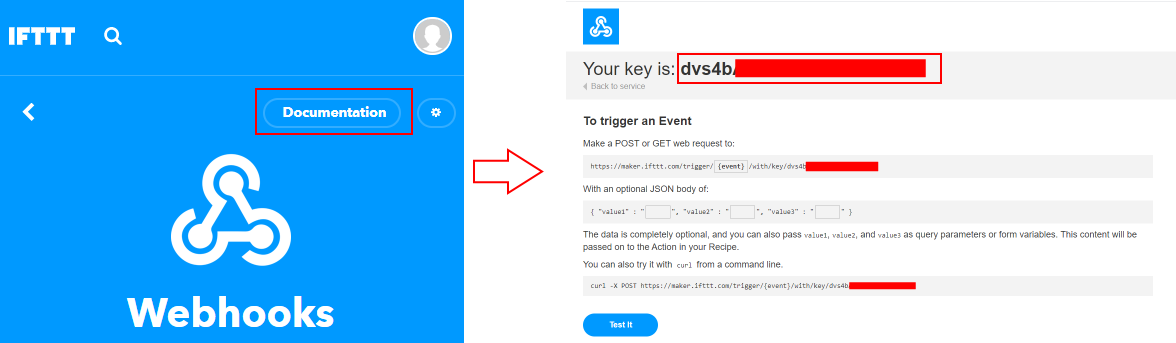 IFTTT
Documentation
Webhooks
Your key is: dvs4b
Back to service
To trigger an Event
Make a POST or GET web request to:
https://maker.ifttt.com/trigger/ {event} /with/key/dvs4b
With an optional JSON body of:
{ "value1" : " ", "value2" : " ", "value3" : " " }
The data is completely optional, and you can also pass value1, value2, and value3 as query parameters or form variables. This content will be
passed on to the Action in your Recipe.
You can also try it with curl from a command line.
curl -X POST https://maker.ifttt.com/trigger/{event}/with/key/dvs4b
Test It